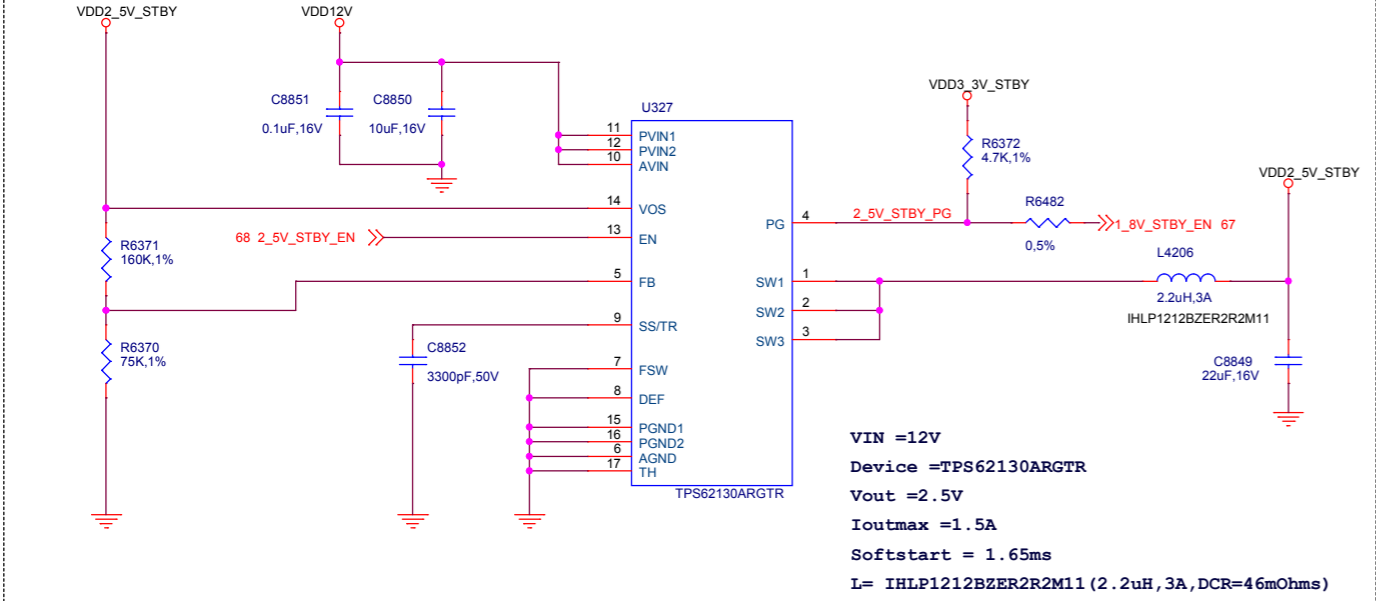 VDD2_5V_STBY
VDD12V
C8851
0.1uF,16V
C8850
10uF,16V
U327
11 PVIN1
12 PVIN2
10 AVIN
14 VOS
68 2_5V_STBY_EN
13 EN
5 FB
9 SS/TR
7 FSW
8 DEF
15 PGND1
16 PGND2
6 AGND
17 TH
PG 4
SW1 1
SW2 2
SW3 3
TPS62130ARGTR
R6371
160K,1%
R6370
75K,1%
C8852
3300pF,50V
VDD3_3V_STBY
R6372
4.7K,1%
2_5V_STBY_PG
R6482
0,5%
1_8V_STBY_EN 67
VDD2_5V_STBY
L4206
2.2uH,3A
IHLP1212BZER2R2M11
C8849
22uF,16V
VIN =12V
Device =TPS62130ARGTR
Vout =2.5V
Ioutmax =1.5A
Softstart = 1.65ms
L= IHLP1212BZER2R2M11(2.2uH,3A,DCR=46mOhms)